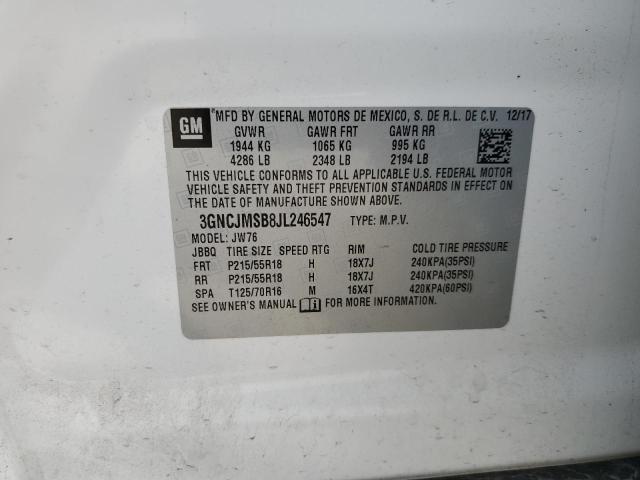 GM
MFD BY GENERAL MOTORS DE MEXICO, S. DE R.L. DE C.V. 12/17
GVWR GAWR FRT GAWR RR
1944 KG 1065 KG 995 KG
4286 LB 2348 LB 2194 LB
THIS VEHICLE CONFORMS TO ALL APPLICABLE U.S. FEDERAL MOTOR
VEHICLE SAFETY AND THEFT PREVENTION STANDARDS IN EFFECT ON
THE DATE OF MANUFACTURE SHOWN ABOVE.
3GNCJMSB8JL246547 TYPE: M.P.V.
MODEL: JW76
JBBQ TIRE SIZE SPEED RTG RIM COLD TIRE PRESSURE
FRT P215/55R18 H 18X7J 240KPA(35PSI)
RR P215/55R18 H 18X7J 240KPA(35PSI)
SPA T125/70R16 M 16X4T 420KPA(60PSI)
SEE OWNER'S MANUAL FOR MORE INFORMATION.